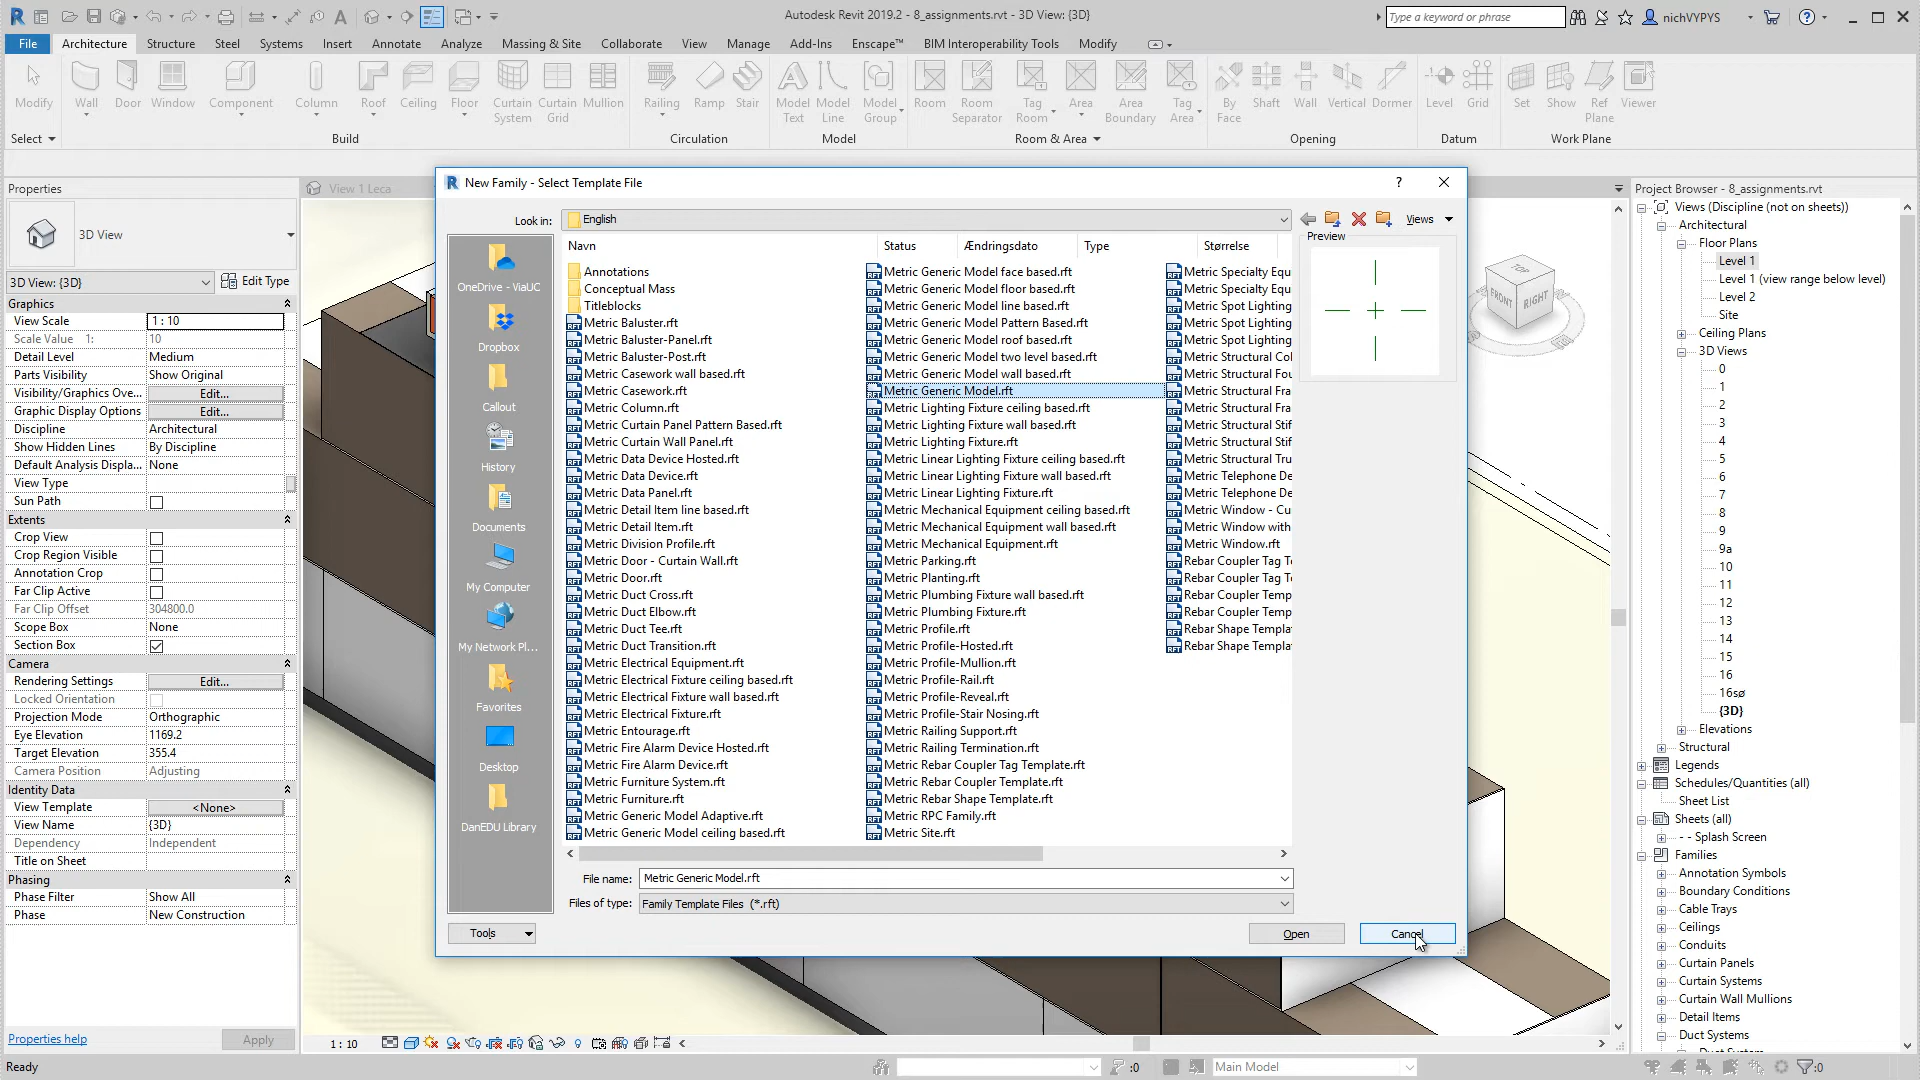 Autodesk Revit 2019.2 - 8_assignments.rvt - 3D View: {3D}
Type a keyword or phrase
nichVYPYS
File Architecture Structure Steel Systems Insert Annotate Analyze Massing & Site Collaborate View Manage Add-Ins Enscape™ BIM Interoperability Tools Modify
Modify Wall Door Window Component Column Roof Ceiling Floor Curtain System Curtain Grid Mullion Railing Ramp Stair Model Text Model Line Model Group Room Room Separator Tag Room Area Area Boundary Tag Area By Face Shaft Wall Vertical Dormer Level Grid Set Show Ref Plane Viewer
Select Build Circulation Model Room & Area Opening Datum Work Plane
Properties
3D View
3D View: {3D} Edit Type
Graphics
View Scale 1 : 10
Scale Value 1: 10
Detail Level Medium
Parts Visibility Show Original
Visibility/Graphics Ove... Edit...
Graphic Display Options Edit...
Discipline Architectural
Show Hidden Lines By Discipline
Default Analysis Displa... None
View Type
Sun Path
Extents
Crop View
Crop Region Visible
Annotation Crop
Far Clip Active
Far Clip Offset 304800.0
Scope Box None
Section Box
Camera
Rendering Settings Edit...
Locked Orientation
Projection Mode Orthographic
Eye Elevation 1169.2
Target Elevation 355.4
Camera Position Adjusting
Identity Data
View Template <None>
View Name {3D}
Dependency Independent
Title on Sheet
Phasing
Phase Filter Show All
Phase New Construction
Properties help Apply
View 1 Leca
New Family - Select Template File
?
Look in: English
Views
OneDrive - ViaUC
Dropbox
Callout
History
Documents
My Computer
My Network Pl...
Favorites
Desktop
DanEDU Library
Navn Status Ændringsdato Type Størrelse
Annotations
Conceptual Mass
Titleblocks
Metric Baluster.rft
Metric Baluster-Panel.rft
Metric Baluster-Post.rft
Metric Casework wall based.rft
Metric Casework.rft
Metric Column.rft
Metric Curtain Panel Pattern Based.rft
Metric Curtain Wall Panel.rft
Metric Data Device Hosted.rft
Metric Data Device.rft
Metric Data Panel.rft
Metric Detail Item line based.rft
Metric Detail Item.rft
Metric Division Profile.rft
Metric Door - Curtain Wall.rft
Metric Door.rft
Metric Duct Cross.rft
Metric Duct Elbow.rft
Metric Duct Tee.rft
Metric Duct Transition.rft
Metric Electrical Equipment.rft
Metric Electrical Fixture ceiling based.rft
Metric Electrical Fixture wall based.rft
Metric Electrical Fixture.rft
Metric Entourage.rft
Metric Fire Alarm Device Hosted.rft
Metric Fire Alarm Device.rft
Metric Furniture System.rft
Metric Furniture.rft
Metric Generic Model Adaptive.rft
Metric Generic Model ceiling based.rft
Metric Generic Model face based.rft
Metric Generic Model floor based.rft
Metric Generic Model line based.rft
Metric Generic Model Pattern Based.rft
Metric Generic Model roof based.rft
Metric Generic Model two level based.rft
Metric Generic Model wall based.rft
Metric Generic Model.rft
Metric Lighting Fixture ceiling based.rft
Metric Lighting Fixture wall based.rft
Metric Lighting Fixture.rft
Metric Linear Lighting Fixture ceiling based.rft
Metric Linear Lighting Fixture wall based.rft
Metric Linear Lighting Fixture.rft
Metric Mechanical Equipment ceiling based.rft
Metric Mechanical Equipment wall based.rft
Metric Mechanical Equipment.rft
Metric Parking.rft
Metric Planting.rft
Metric Plumbing Fixture wall based.rft
Metric Plumbing Fixture.rft
Metric Profile.rft
Metric Profile-Hosted.rft
Metric Profile-Mullion.rft
Metric Profile-Rail.rft
Metric Profile-Reveal.rft
Metric Profile-Stair Nosing.rft
Metric Railing Support.rft
Metric Railing Termination.rft
Metric Rebar Coupler Tag Template.rft
Metric Rebar Coupler Template.rft
Metric Rebar Shape Template.rft
Metric RPC Family.rft
Metric Site.rft
Metric Specialty Equ
Metric Specialty Equ
Metric Spot Lighting
Metric Spot Lighting
Metric Spot Lighting
Metric Structural Col
Metric Structural Fou
Metric Structural Fra
Metric Structural Fra
Metric Structural Stif
Metric Structural Stif
Metric Structural Tru
Metric Telephone De
Metric Telephone De
Metric Window - Cu
Metric Window with
Metric Window.rft
Rebar Coupler Tag T
Rebar Coupler Tag T
Rebar Coupler Temp
Rebar Coupler Temp
Rebar Shape Templa
Rebar Shape Templa
Preview
File name: Metric Generic Model.rft
Files of type: Family Template Files (*.rft)
Tools Open Cancel
TOP
FRONT RIGHT
Project Browser - 8_assignments.rvt
Views (Discipline (not on sheets))
Architectural
Floor Plans
Level 1
Level 1 (view range below level)
Level 2
Site
Ceiling Plans
3D Views
0
1
2
3
4
5
6
7
8
9
9a
10
11
12
13
14
15
16
16sø
{3D}
Elevations
Structural
Legends
Schedules/Quantities (all)
Sheet List
Sheets (all)
- - Splash Screen
Families
Annotation Symbols
Boundary Conditions
Cable Trays
Ceilings
Conduits
Curtain Panels
Curtain Systems
Curtain Wall Mullions
Detail Items
Duct Systems
1 : 10
Ready :0 Main Model :0